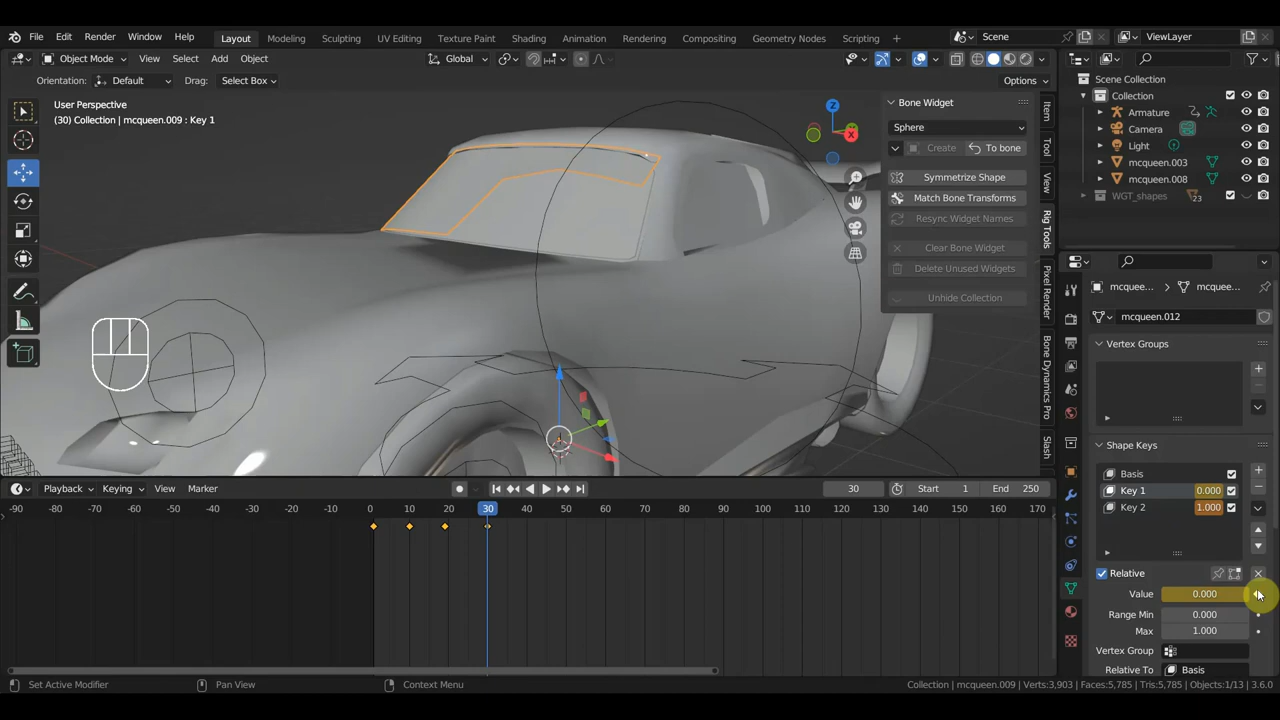 File Edit Render Window Help Layout Modeling Sculpting UV Editing Texture Paint Shading Animation Rendering Compositing Geometry Nodes Scripting + Scene ViewLayer
Object Mode View Select Add Object Global
Orientation: Default Drag: Select Box Options
User Perspective
(30) Collection | mcqueen.009 : Key 1
Z
X
Bone Widget
Sphere
Create To bone
Symmetrize Shape
Match Bone Transforms
Resync Widget Names
Clear Bone Widget
Delete Unused Widgets
Unhide Collection
Item
Tool
View
Rig Tools
Pixel Render
Bone Dynamics Pro
Slash
Scene Collection
Collection
Armature
Camera
Light
mcqueen.003
mcqueen.008
WGT_shapes 23
mcquee... > mcquee...
mcqueen.012
Vertex Groups
Shape Keys
Basis
Key 1 0.000
Key 2 1.000
Relative
Value 0.000
Range Min 0.000
Max 1.000
Vertex Group
Relative To Basis
Playback Keying View Marker 30 Start 1 End 250
-90 -80 -70 -60 -50 -40 -30 -20 -10 0 10 20 30 40 50 60 70 80 90 100 110 120 130 140 150 160 170
Set Active Modifier Pan View Context Menu Collection | mcqueen.009 | Verts:3,903 | Faces:5,785 | Tris:5,785 | Objects:1/13 | 3.6.0